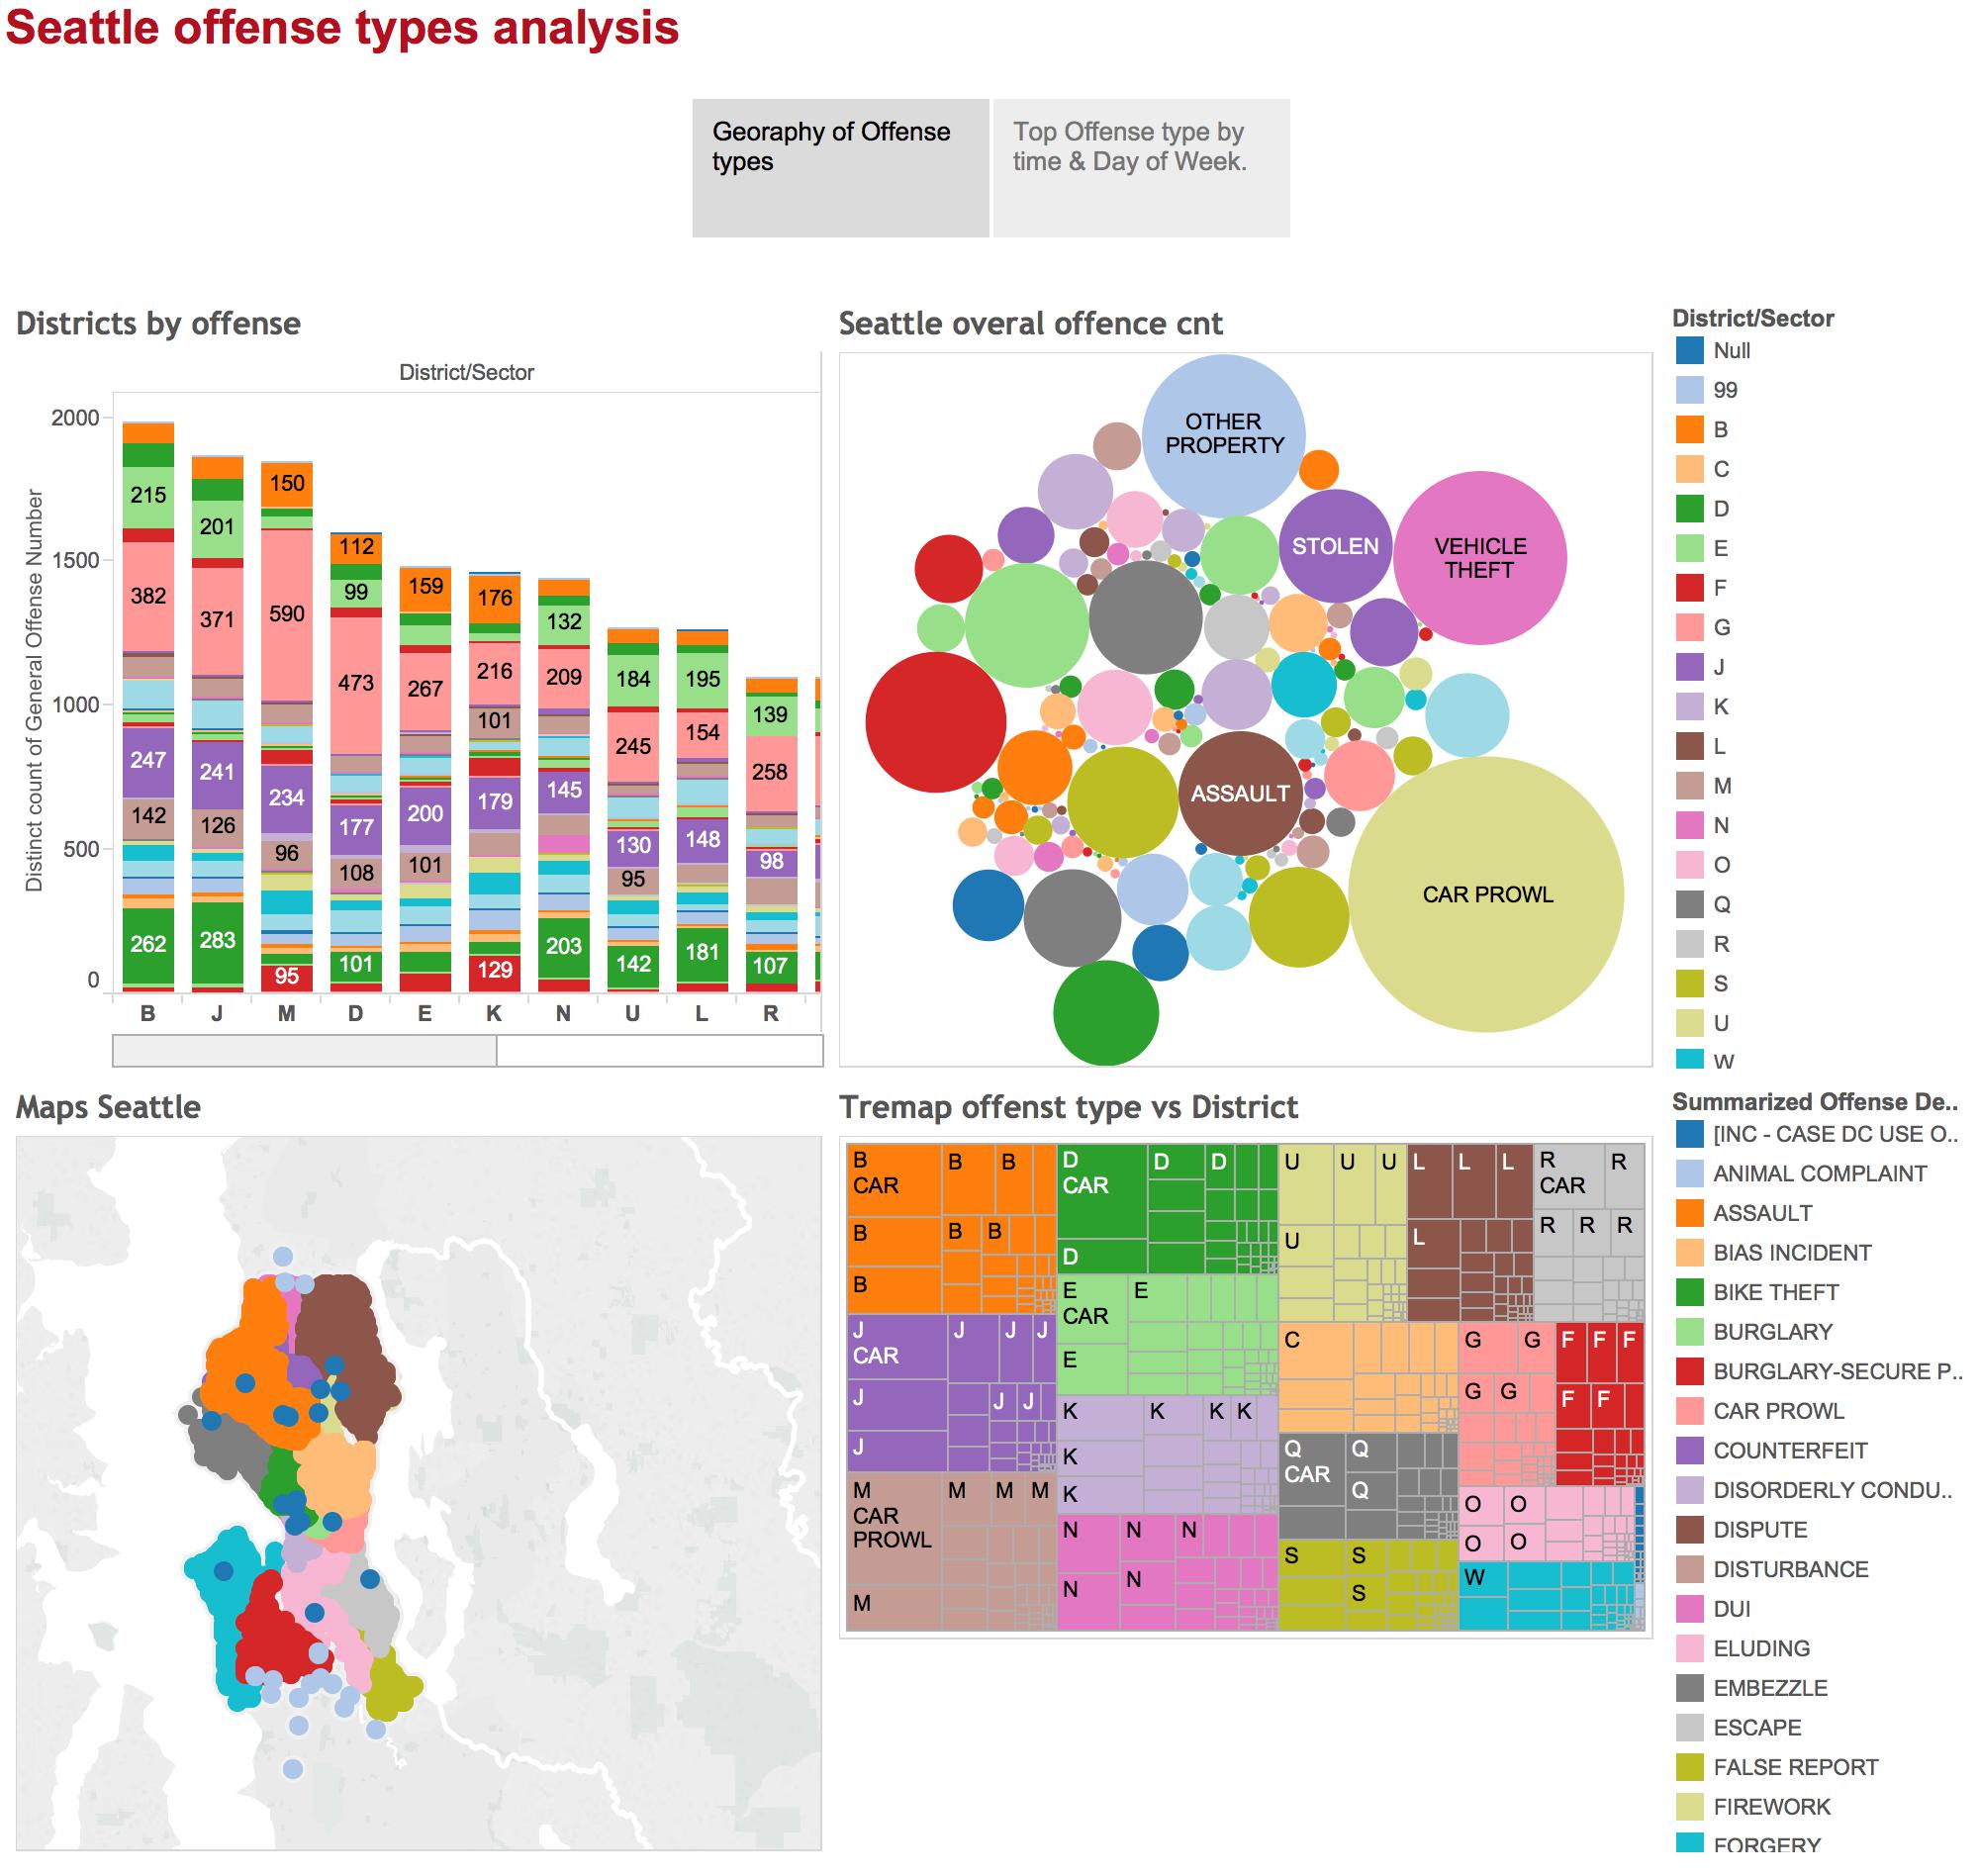 Seattle offense types analysis
Georaphy of Offense
types
Top Offense type by
time & Day of Week.
Districts by offense
District/Sector
Distinct count of General Offense Number
2000
1500
1000
500
0
215
382
247
142
262
201
371
241
126
283
150
590
234
96
95
112
99
473
177
108
101
159
267
200
101
176
216
101
179
129
132
209
145
203
184
245
130
95
142
195
154
148
181
139
258
98
107
B J M D E K N U L R
Seattle overal offence cnt
OTHER
PROPERTY
STOLEN
VEHICLE
THEFT
ASSAULT
CAR PROWL
District/Sector
Null
99
B
C
D
E
F
G
J
K
L
M
N
O
Q
R
S
U
W
Maps Seattle
Tremap offenst type vs District
B
CAR
B
B
B
B
B
B
J
CAR
J
J
J
J
J
J
J
M
CAR
PROWL
M
M
M
M
D
CAR
D
D
D
E
CAR
E
E
K
K
K
K
K
K
N
N
N
N
N
U
U
U
U
L
L
L
L
R
CAR
R
R
R
R
C
Q
CAR
Q
Q
S
S
S
G
G
G
G
F
F
F
F
F
O
O
O
O
W
Summarized Offense De..
[INC - CASE DC USE O..
ANIMAL COMPLAINT
ASSAULT
BIAS INCIDENT
BIKE THEFT
BURGLARY
BURGLARY-SECURE P..
CAR PROWL
COUNTERFEIT
DISORDERLY CONDU..
DISPUTE
DISTURBANCE
DUI
ELUDING
EMBEZZLE
ESCAPE
FALSE REPORT
FIREWORK
FORGERY